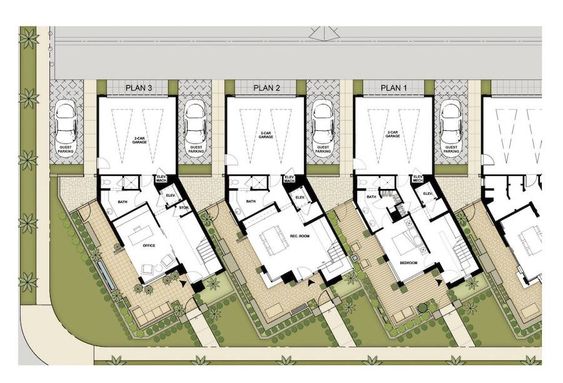 PLAN 3
PLAN 2
PLAN 1
2-CAR
GARAGE
2-CAR
GARAGE
2-CAR
GARAGE
GUEST
PARKING
GUEST
PARKING
GUEST
PARKING
GUEST
PARKING
ELEV.
MACH.
ELEV.
MACH.
ELEV.
MACH.
BATH
ELEV.
STOR.
BATH
ELEV.
BATH
ELEV.
OFFICE
REC. ROOM
BEDROOM